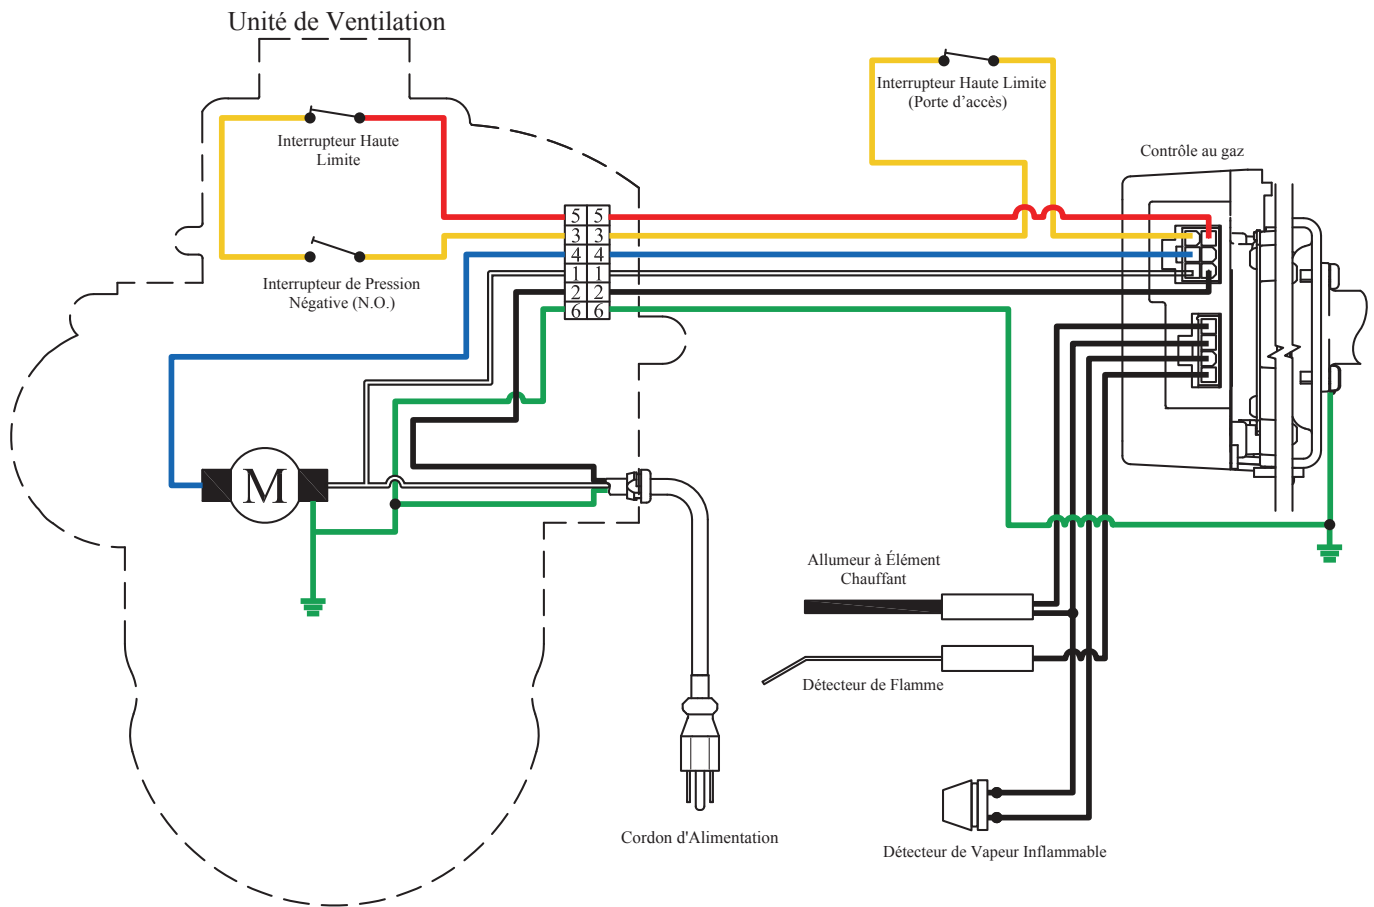 Unité de Ventilation
Interrupteur Haute Limite
(Porte d'accès)
Interrupteur Haute
Limite
Contrôle au gaz
5 5
3 3
4 4
1 1
2 2
6 6
Interrupteur de Pression
Négative (N.O.)
M
Allumeur à Élément
Chauffant
Détecteur de Flamme
Cordon d'Alimentation
Détecteur de Vapeur Inflammable